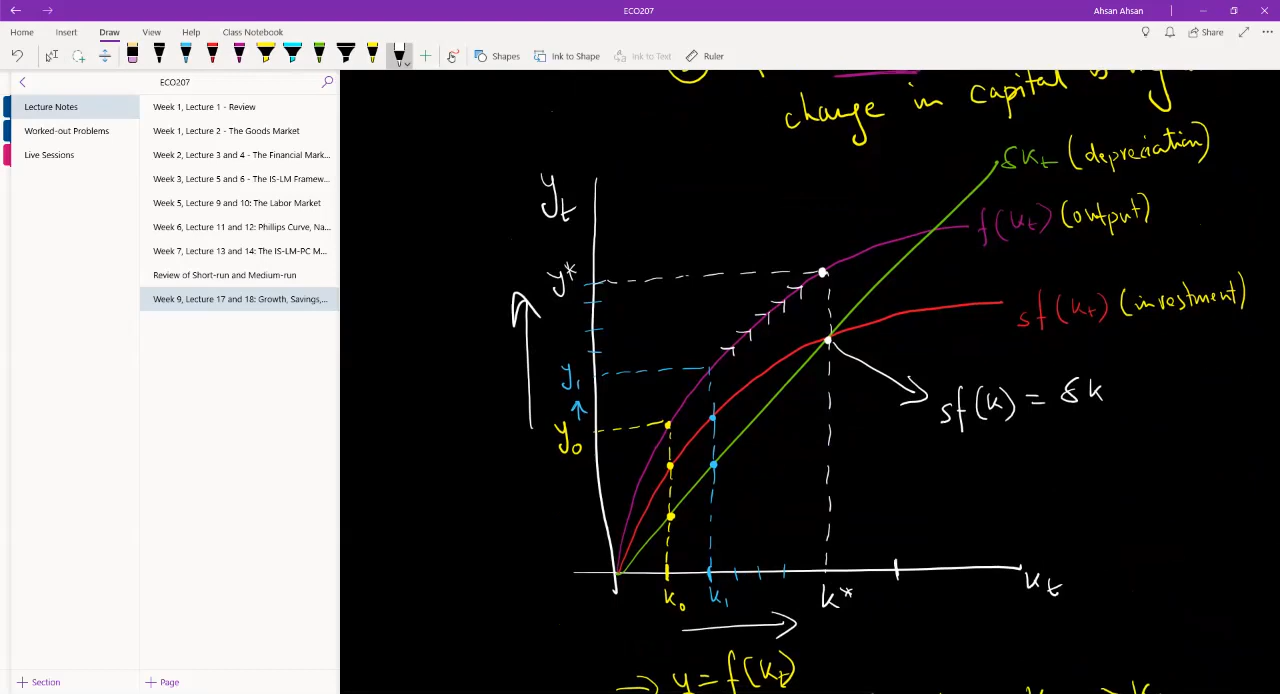 ECO207
Ahsan Ahsan
Home Insert Draw View Help Class Notebook
Share
Shapes Ink to Shape Ink to Text Ruler
ECO207
Lecture Notes
Worked-out Problems
Live Sessions
Week 1, Lecture 1 - Review
Week 1, Lecture 2 - The Goods Market
Week 2, Lecture 3 and 4 - The Financial Mark...
Week 3, Lecture 5 and 6 - The IS-LM Framew...
Week 5, Lecture 9 and 10: The Labor Market
Week 6, Lecture 11 and 12: Phillips Curve, Na...
Week 7, Lecture 13 and 14: The IS-LM-PC M...
Review of Short-run and Medium-run
Week 9, Lecture 17 and 18: Growth, Savings,...
+ Section
+ Page
change in capital
δK_t (depreciation)
y_t
f(K_t) (output)
y*
sf(K_t) (investment)
y_1
sf(K) = δK
y_0
K_0 K_1 K* K_t
⇒ y = f(K_t)